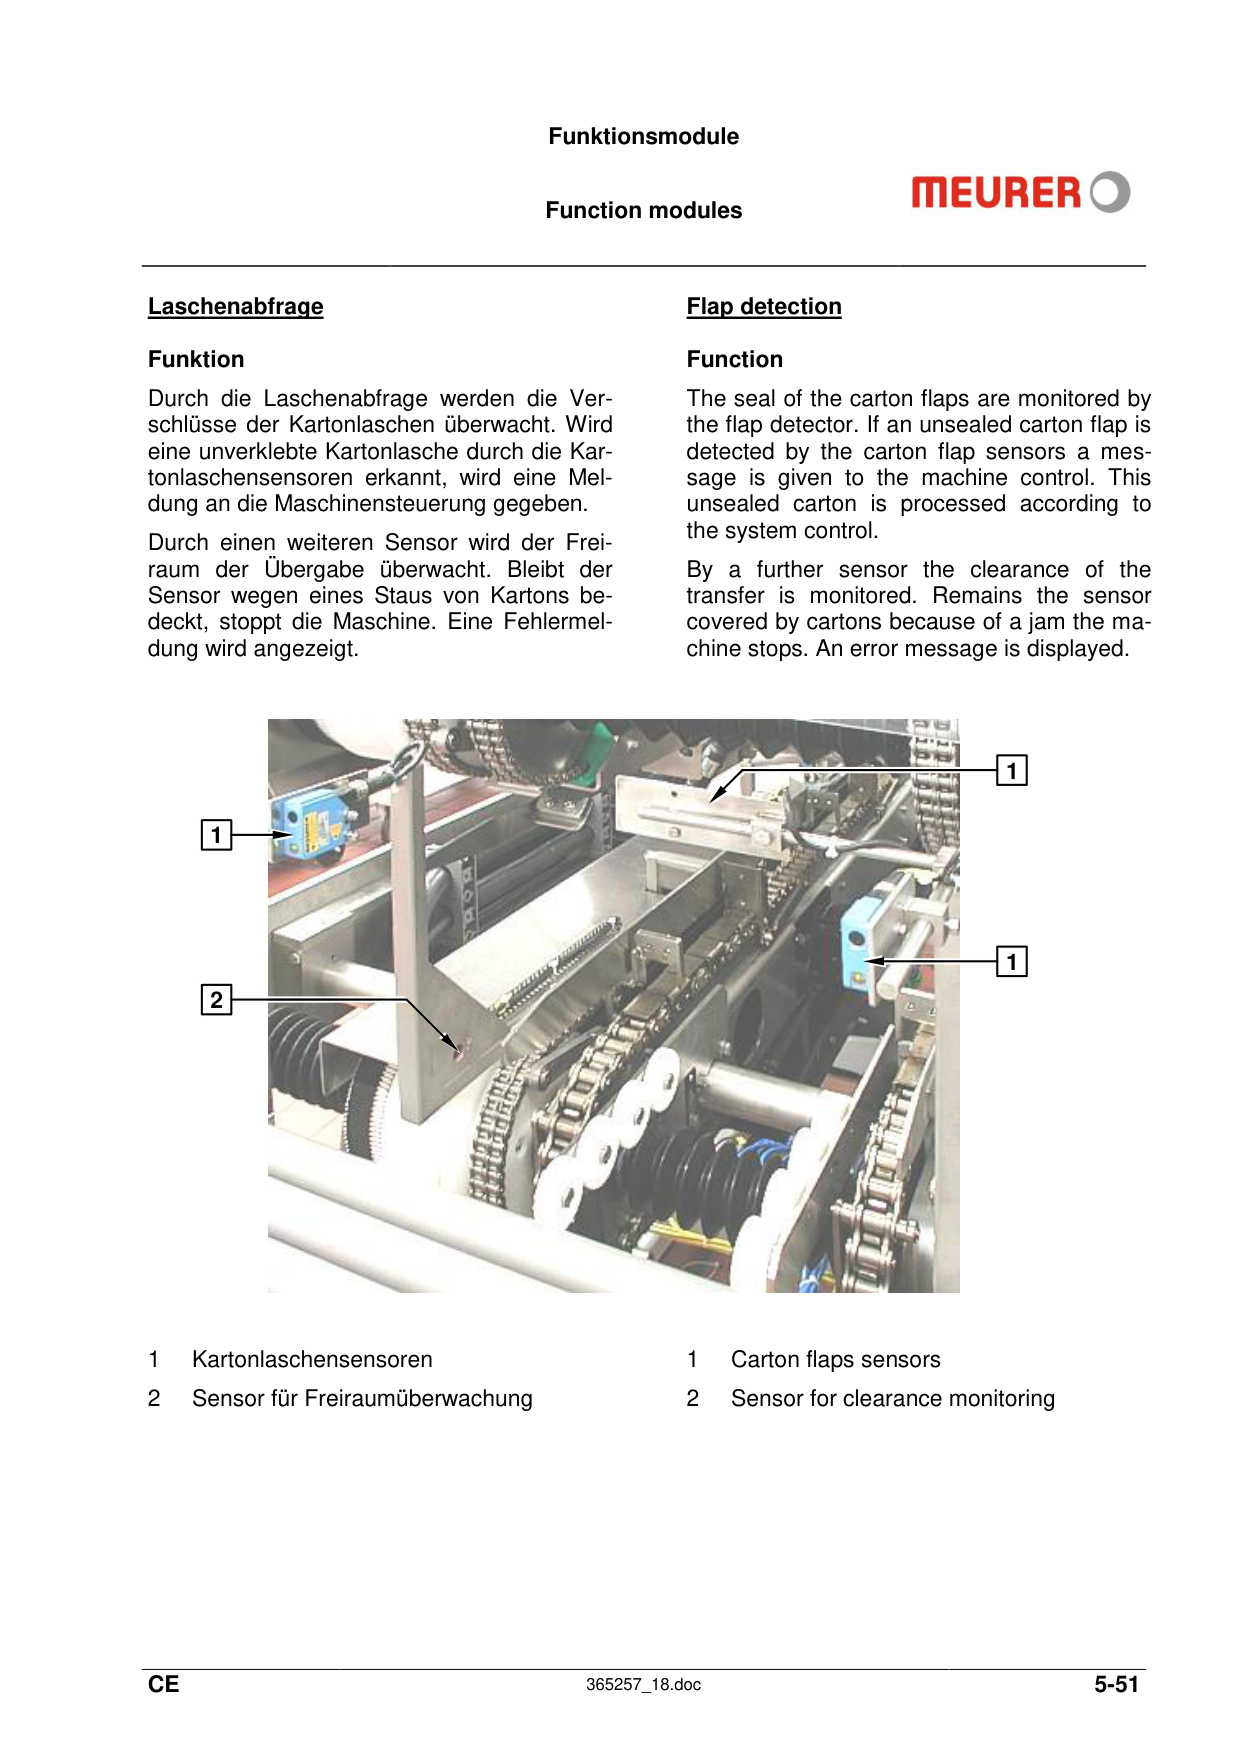 Funktionsmodule
Function modules
MEURER
Laschenabfrage
Funktion
Durch die Laschenabfrage werden die Ver-
schlüsse der Kartonlaschen überwacht. Wird
eine unverklebte Kartonlasche durch die Kar-
tonlaschensensoren erkannt, wird eine Mel-
dung an die Maschinensteuerung gegeben.
Durch einen weiteren Sensor wird der Frei-
raum der Übergabe überwacht. Bleibt der
Sensor wegen eines Staus von Kartons be-
deckt, stoppt die Maschine. Eine Fehlermel-
dung wird angezeigt.
Flap detection
Function
The seal of the carton flaps are monitored by
the flap detector. If an unsealed carton flap is
detected by the carton flap sensors a mes-
sage is given to the machine control. This
unsealed carton is processed according to
the system control.
By a further sensor the clearance of the
transfer is monitored. Remains the sensor
covered by cartons because of a jam the ma-
chine stops. An error message is displayed.
1
1
1
2
1 Kartonlaschensensoren
2 Sensor für Freiraumüberwachung
1 Carton flaps sensors
2 Sensor for clearance monitoring
CE
365257_18.doc
5-51